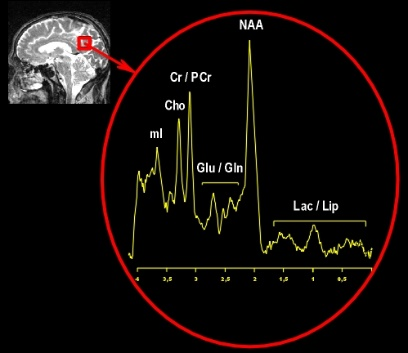 NAA
Cr / PCr
Cho
mI
Glu / Gln
Lac / Lip
4 3,5 3 2,5 2 1,5 1 0,5 0